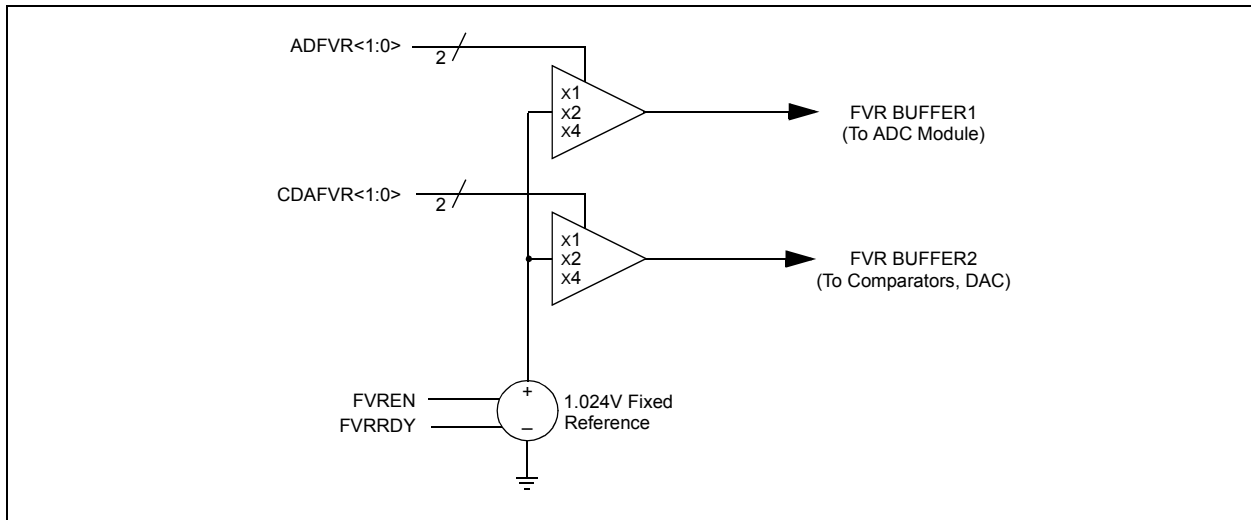 ADFVR<1:0>
2
X1
X2
X4
FVR BUFFER1
(To ADC Module)
CDAFVR<1:0>
2
X1
X2
X4
FVR BUFFER2
(To Comparators, DAC)
+
_
FVREN
FVRRDY
1.024V Fixed
Reference